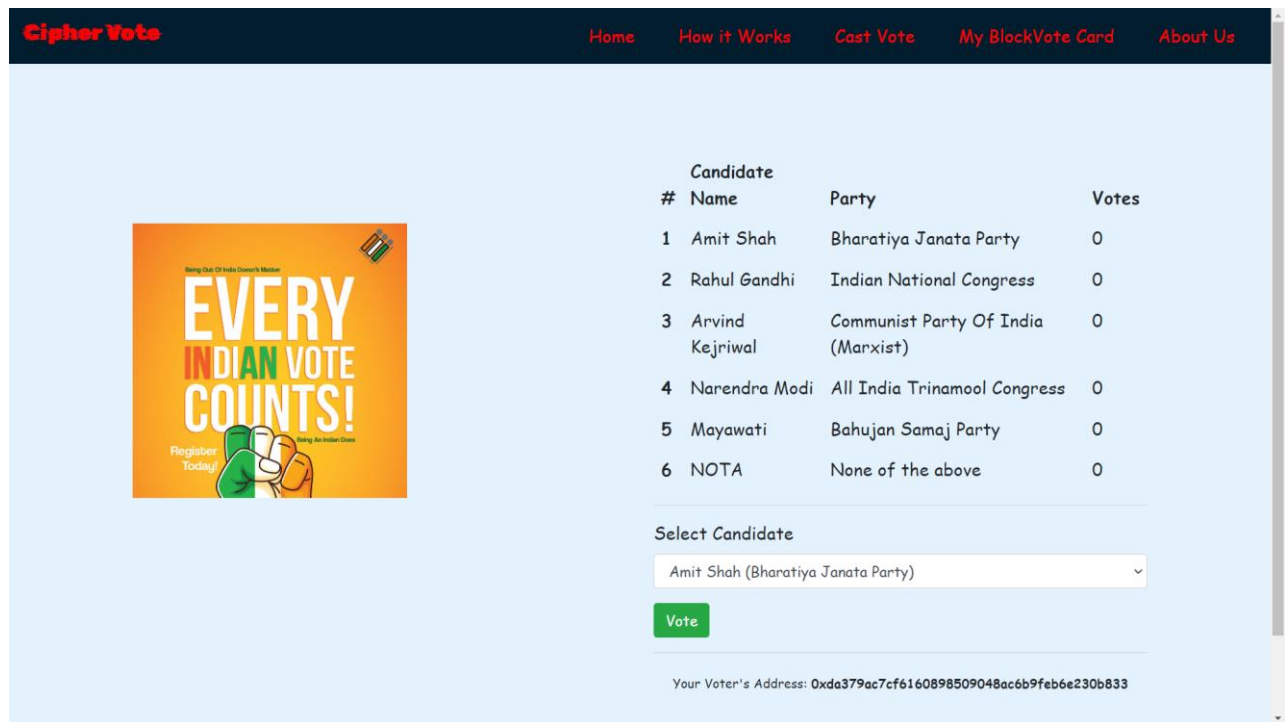 Cipher Vote
Home How it Works Cast Vote My BlockVote Card About Us
Being Out Of India Doesn't Matter
EVERY
INDIAN VOTE
COUNTS!
Being An Indian Does
Register
Today!
Candidate
# Name Party Votes
1 Amit Shah Bharatiya Janata Party 0
2 Rahul Gandhi Indian National Congress 0
3 Arvind Communist Party Of India 0
Kejriwal (Marxist)
4 Narendra Modi All India Trinamool Congress 0
5 Mayawati Bahujan Samaj Party 0
6 NOTA None of the above 0
Select Candidate
Amit Shah (Bharatiya Janata Party)
Vote
Your Voter's Address: 0xda379ac7cf6160898509048ac6b9feb6e230b833